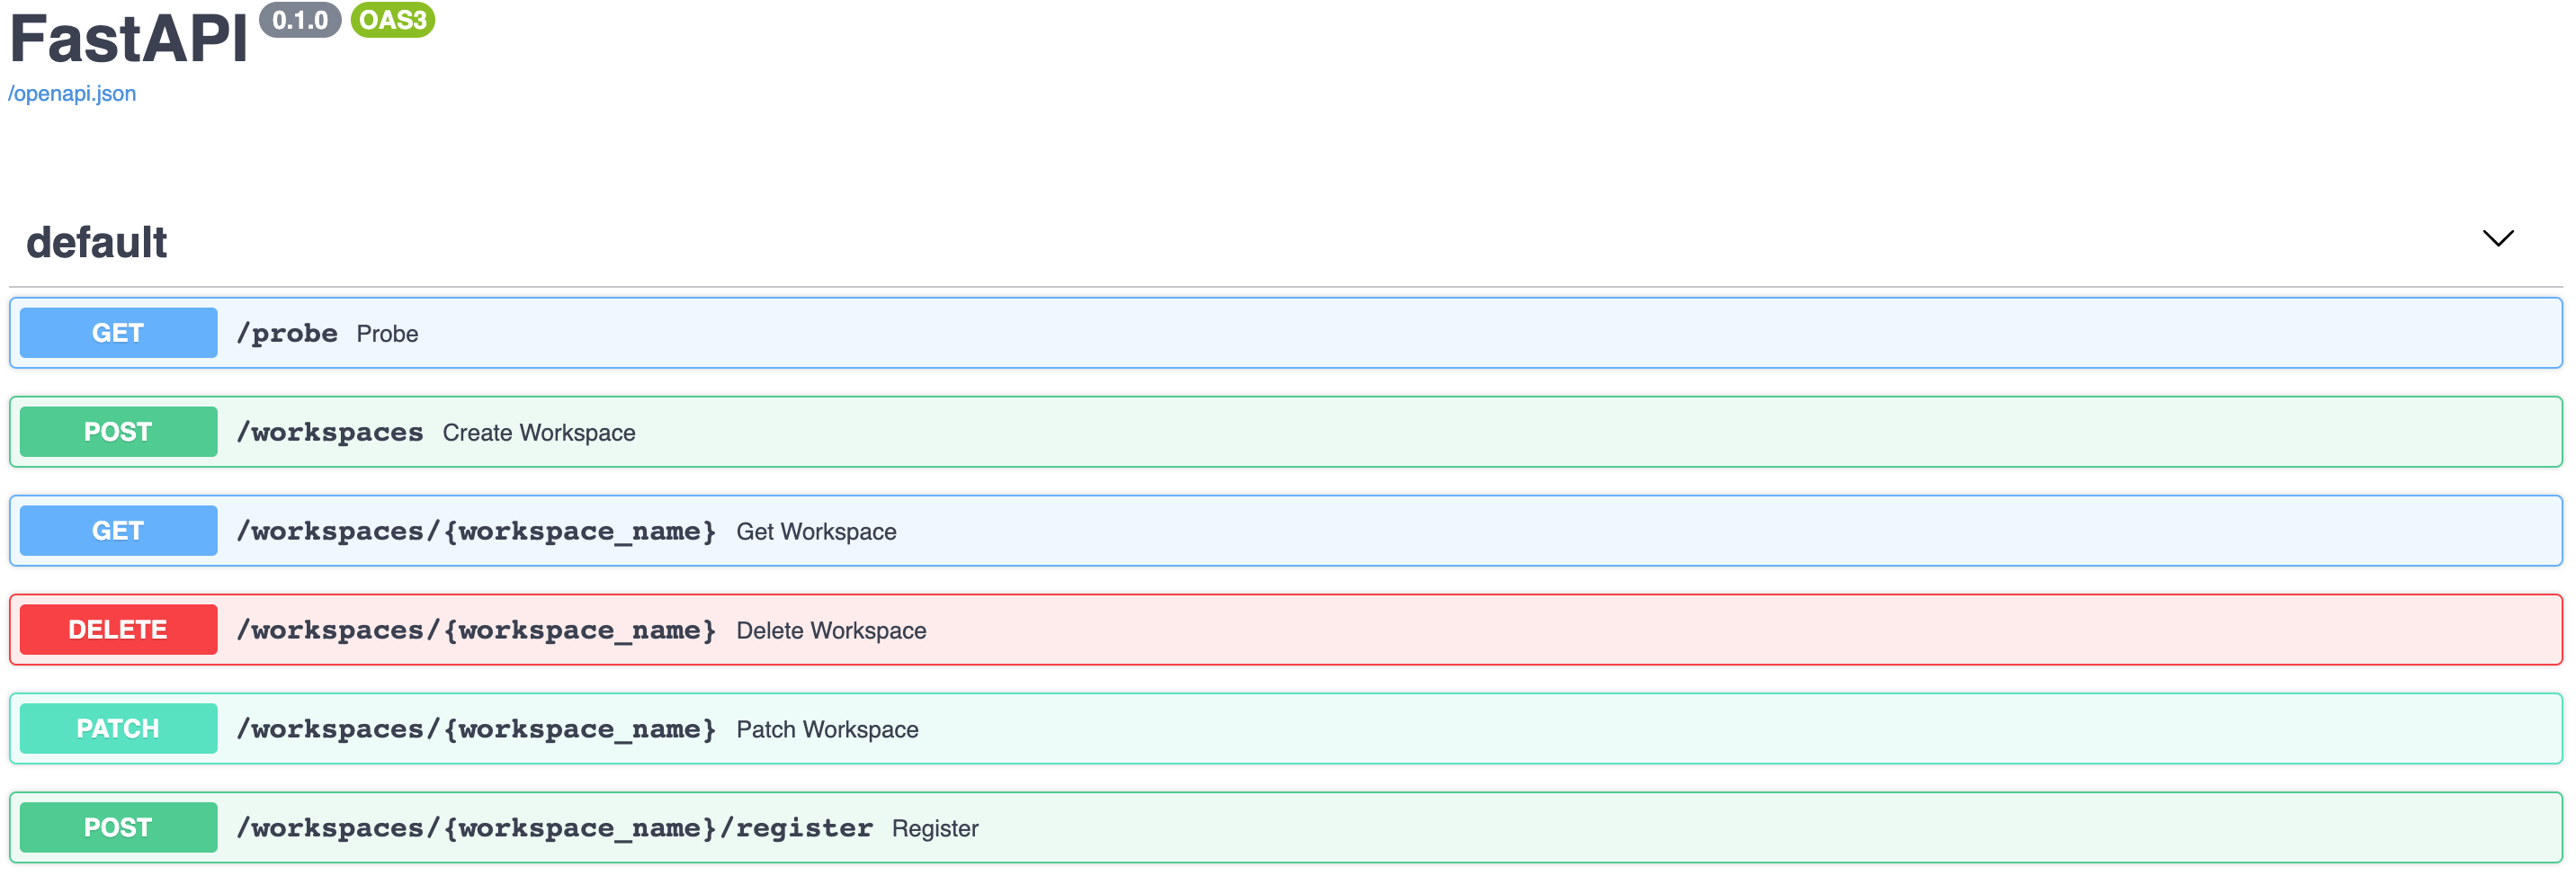 FastAPI 0.1.0 OAS3
/openapi.json
default
GET /probe Probe
POST /workspaces Create Workspace
GET /workspaces/{workspace_name} Get Workspace
DELETE /workspaces/{workspace_name} Delete Workspace
PATCH /workspaces/{workspace_name} Patch Workspace
POST /workspaces/{workspace_name}/register Register